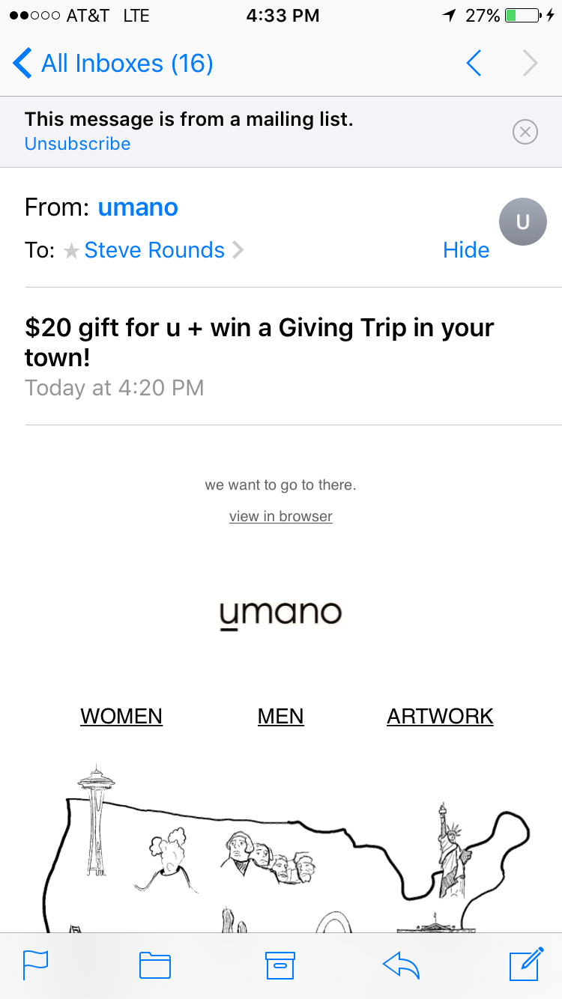 AT&T LTE 4:33 PM 27%
All Inboxes (16)
This message is from a mailing list.
Unsubscribe
From: umano
U
To: Steve Rounds Hide
$20 gift for u + win a Giving Trip in your
town!
Today at 4:20 PM
we want to go to there.
view in browser
umano
WOMEN MEN ARTWORK